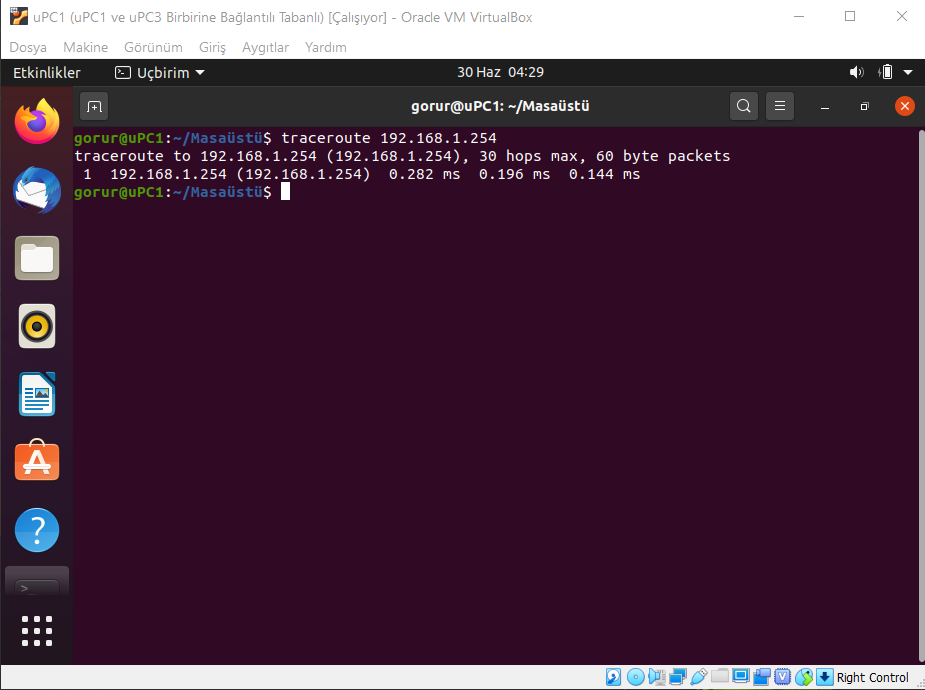 uPC1 (uPC1 ve uPC3 Birbirine Bağlantılı Tabanlı) [Çalışıyor] - Oracle VM VirtualBox
Dosya Makine Görünüm Giriş Aygıtlar Yardım
Etkinlikler Uçbirim 30 Haz 04:29
gorur@uPC1: ~/Masaüstü
gorur@uPC1:~/Masaüstü$ traceroute 192.168.1.254
traceroute to 192.168.1.254 (192.168.1.254), 30 hops max, 60 byte packets
1 192.168.1.254 (192.168.1.254) 0.282 ms 0.196 ms 0.144 ms
gorur@uPC1:~/Masaüstü$
Right Control